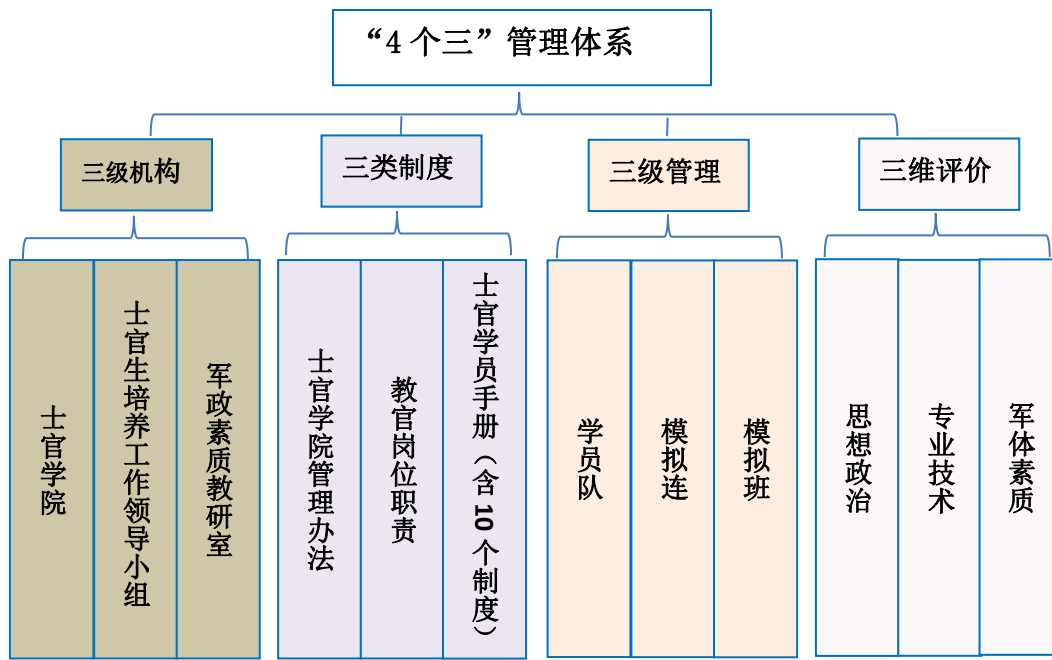 “4 个三”管理体系
三级机构
三类制度
三级管理
三维评价
士官学院
士官生培养工作领导小组
军政素质教研室
士官学院管理办法
教官岗位职责
士官学员手册（含 10 个制度）
学员队
模拟连
模拟班
思想政治
专业技术
军体素质